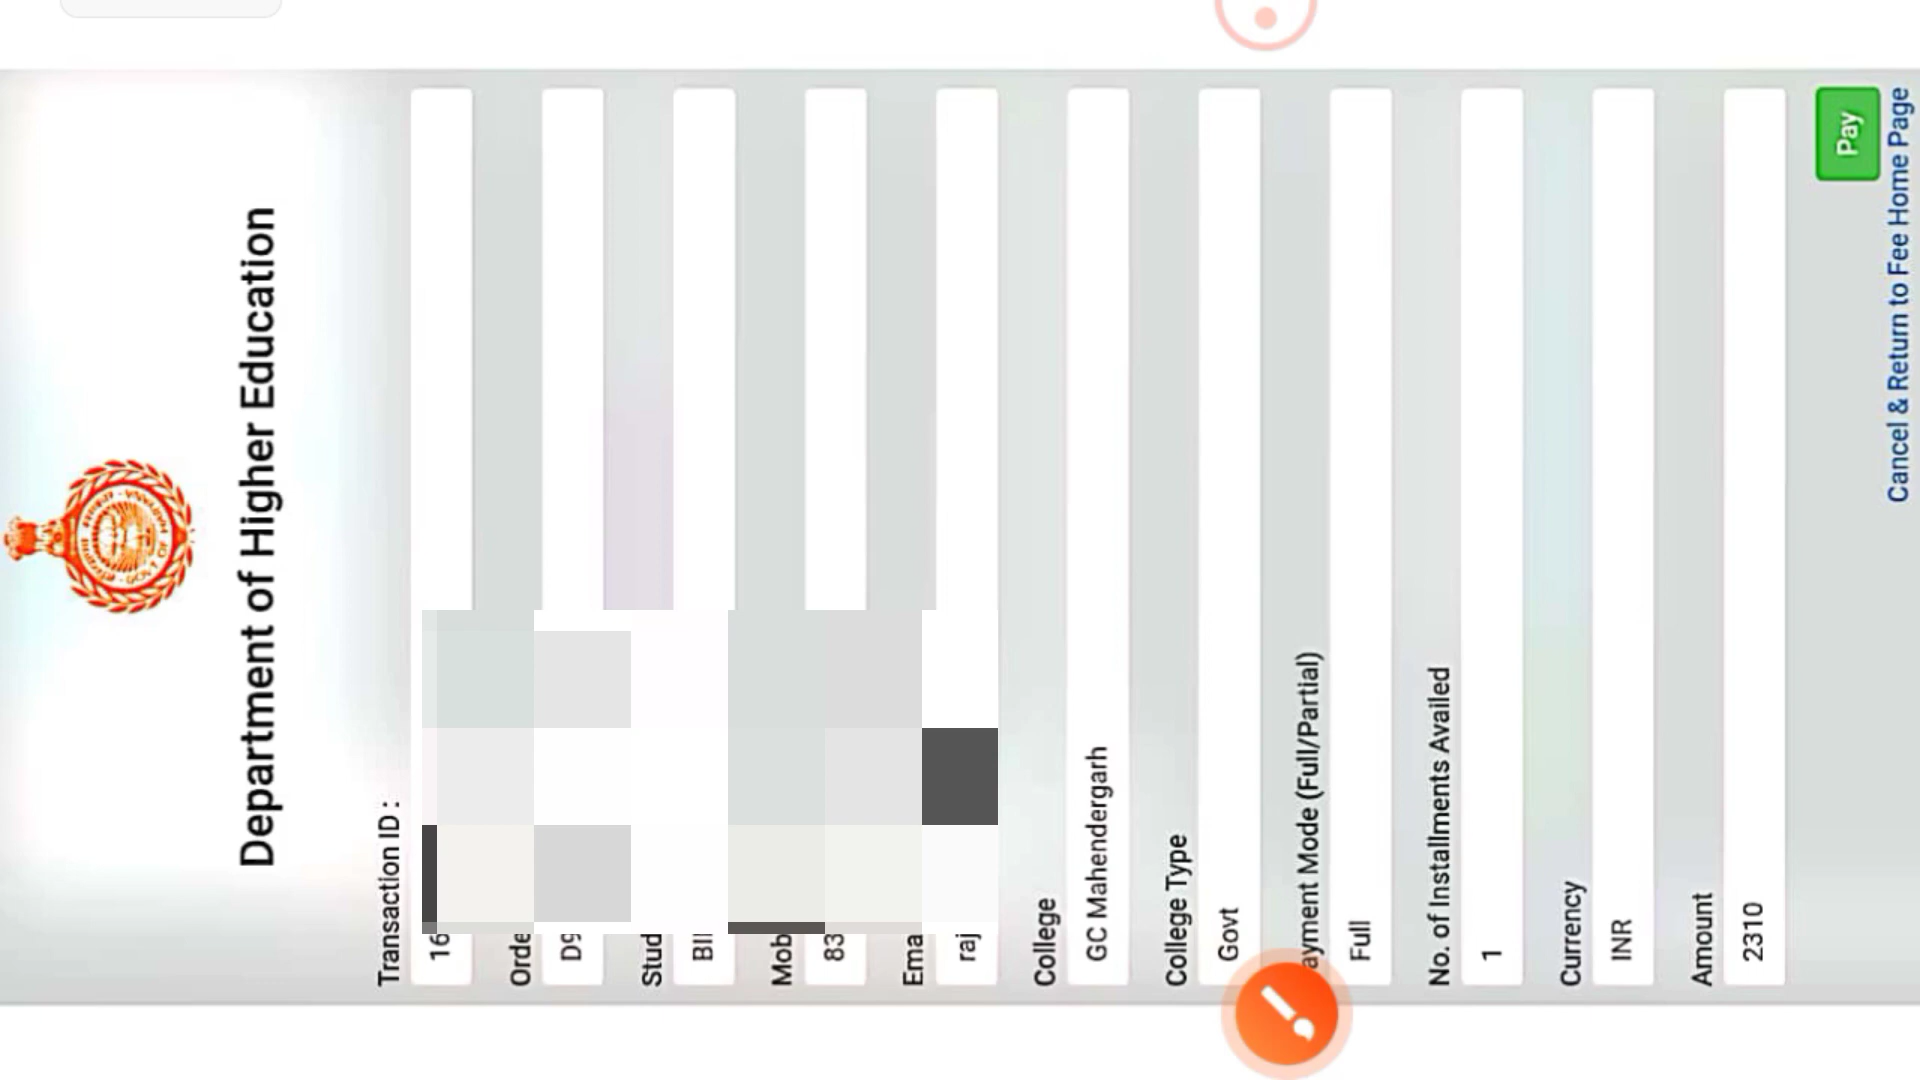 Department of Higher Education
Transaction ID :
16
Orde
D9
Stud
Mob
83
Ema
raj
College
GC Mahendergarh
College Type
Govt
ayment Mode (Full/Partial)
Full
No. of Installments Availed
1
Currency
INR
Amount
2310
Pay
Cancel & Return to Fee Home Page